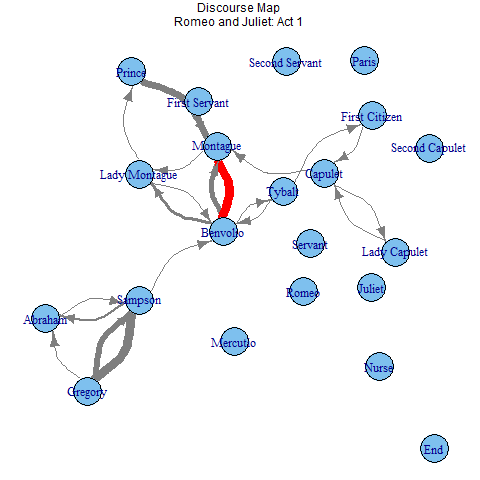 Discourse Map
Romeo and Juliet: Act 1
Second Servant
Paris
Prince
First Servant
First Citizen
Montague
Second Capulet
Lady Montague
Capulet
Tybalt
Benvolio
Servant
Lady Capulet
Romeo
Juliet
Sampson
Abraham
Mercutio
Nurse
Gregory
End